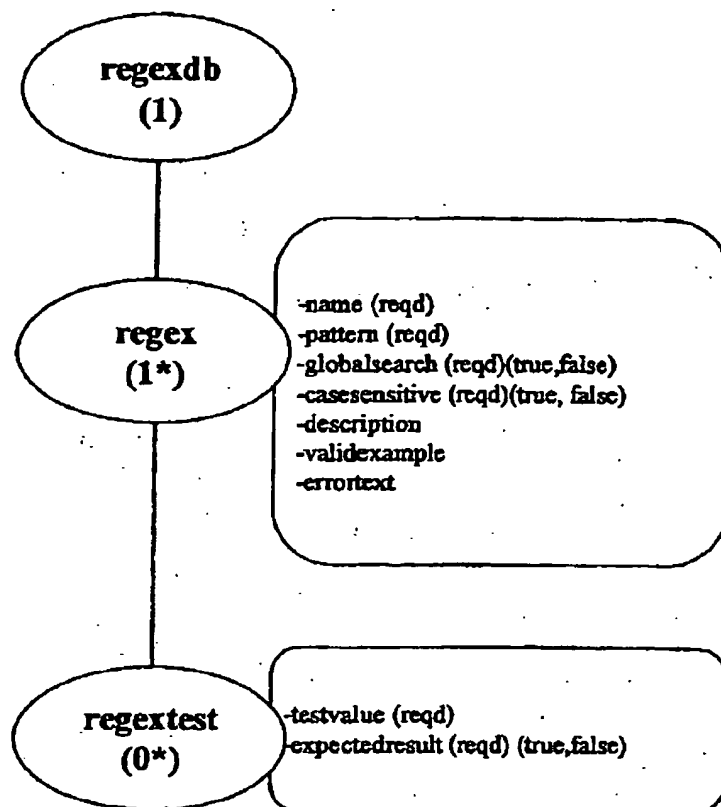 regexdb
(1)
regex
(1*)
-name (reqd)
-pattern (reqd)
-globalsearch (reqd)(true,false)
-casesensitive (reqd)(true, false)
-description
-validexample
-errortext
regextest
(0*)
-testvalue (reqd)
-expectedresult (reqd) (true,false)